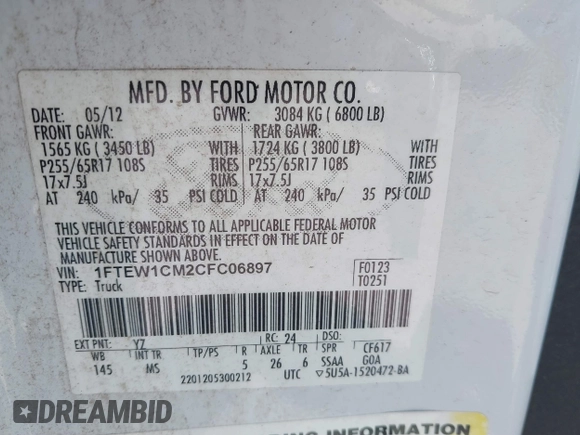 MFD. BY FORD MOTOR CO.
DATE: 05/12 GVWR: 3084 KG ( 6800 LB)
FRONT GAWR: REAR GAWR:
1565 KG ( 3450 LB) WITH 1724 KG ( 3800 LB) WITH
P255/65R17 108S TIRES P255/65R17 108S TIRES
17x7.5J RIMS 17x7.5J RIMS
AT 240 kPa/ 35 PSI COLD AT 240 kPa/ 35 PSI COLD
THIS VEHICLE CONFORMS TO ALL APPLICABLE FEDERAL MOTOR
VEHICLE SAFETY STANDARDS IN EFFECT ON THE DATE OF
MANUFACTURE SHOWN ABOVE.
VIN: 1FTEW1CM2CFC06897 F0123
TYPE: Truck T0251
EXT PNT: YZ RC: 24 DSO:
WB INT TR TP/PS R AXLE TR SPR CF617
145 MS 5 26 6 SSAA GOA
2201205300212 UTC 5U5A-1520472-BA
DREAMBID
ING INFORMATION